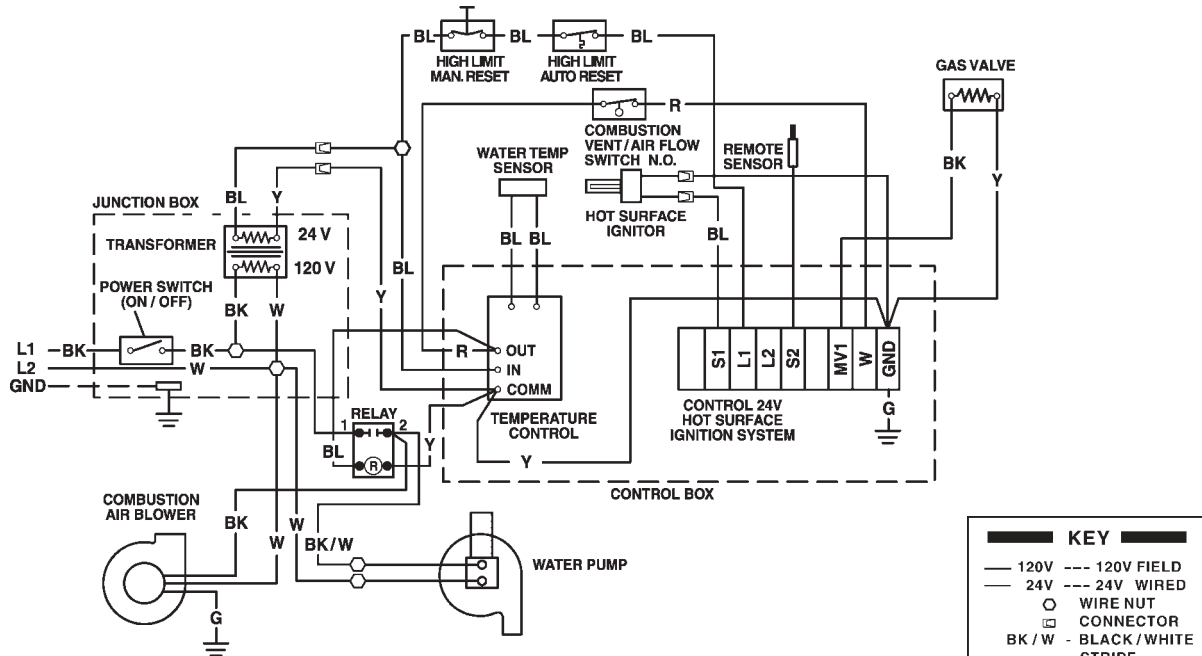 BL
BL
BL
HIGH LIMIT
MAN. RESET
HIGH LIMIT
AUTO RESET
GAS VALVE
R
COMBUSTION
VENT / AIR FLOW
SWITCH N.O.
WATER TEMP
SENSOR
REMOTE
SENSOR
BK
Y
HOT SURFACE
IGNITOR
BL
Y
JUNCTION BOX
TRANSFORMER
24 V
120 V
BL
BL
BL
BL
Y
POWER SWITCH
(ON / OFF)
BK
W
L1
BK
BK
L2
W
GND
R
OUT
IN
COMM
TEMPERATURE
CONTROL
S1
L1
L2
S2
MV1
W
GND
G
CONTROL 24V
HOT SURFACE
IGNITION SYSTEM
RELAY
1
2
BL
R
Y
Y
CONTROL BOX
COMBUSTION
AIR BLOWER
BK
W
W
BK/W
G
WATER PUMP
KEY
120V --- 120V FIELD
24V --- 24V WIRED
WIRE NUT
CONNECTOR
BK / W - BLACK / WHITE
STRIPE